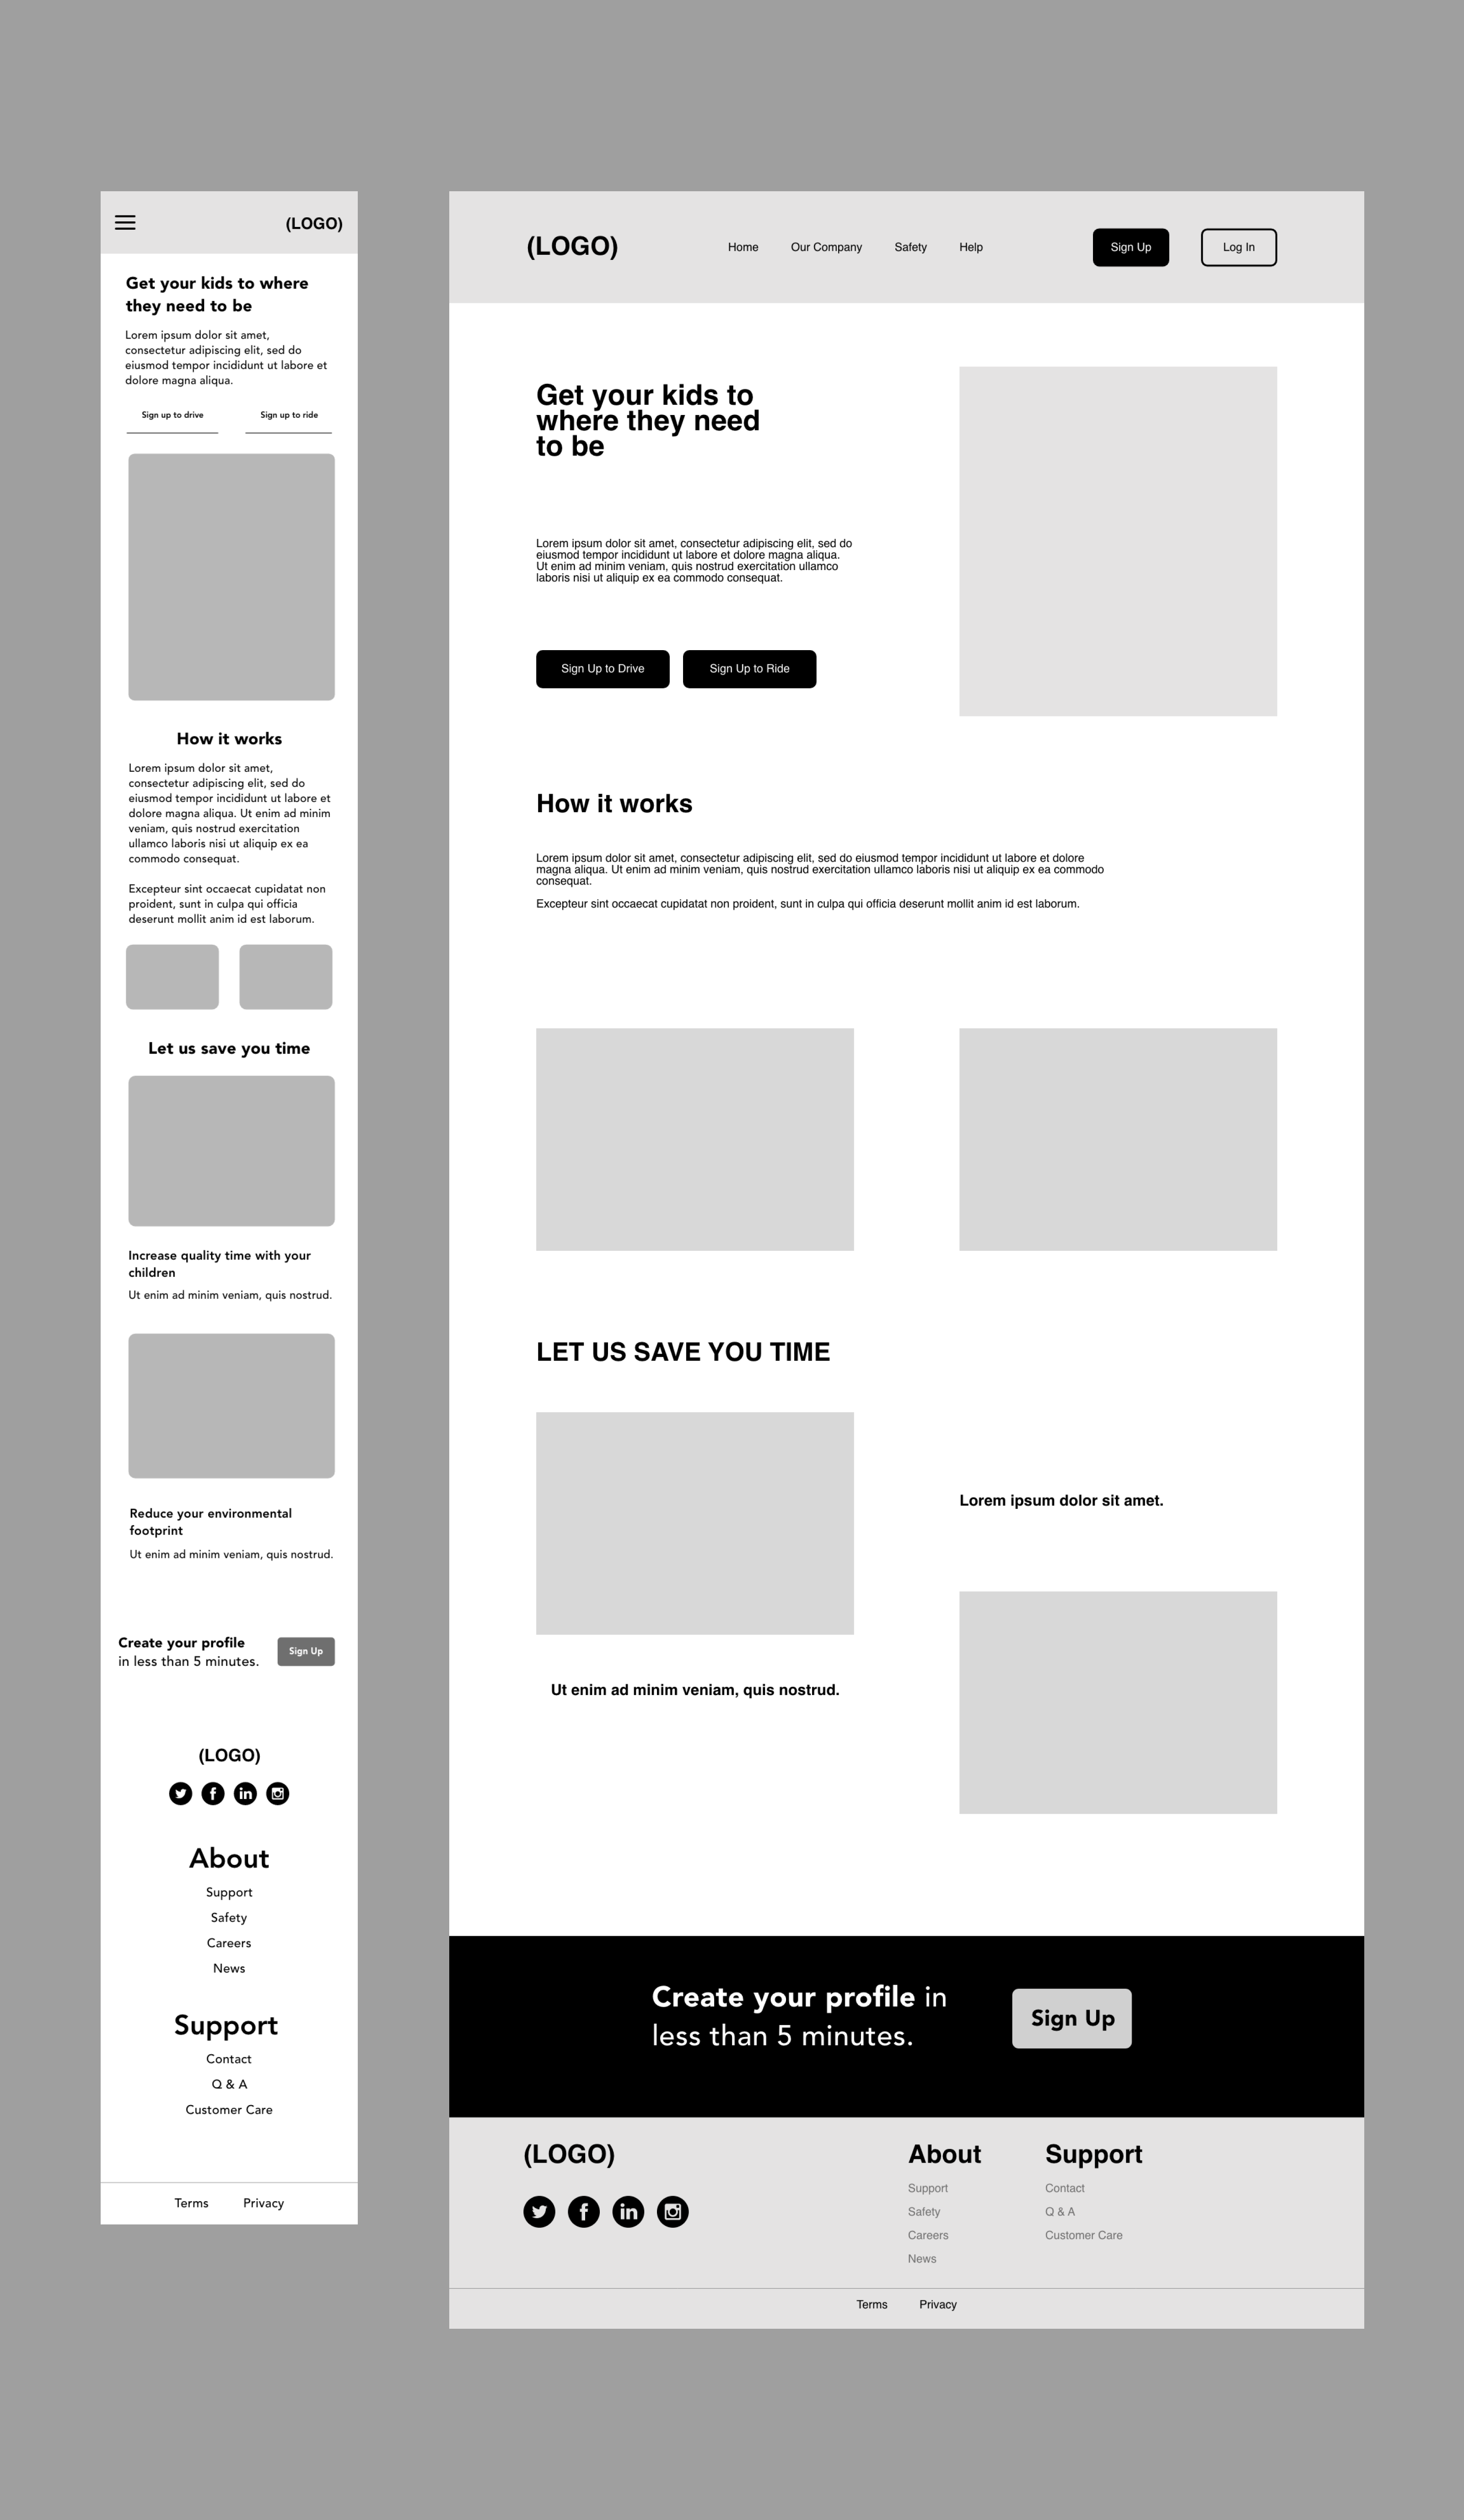 (LOGO)
Get your kids to where
they need to be
Lorem ipsum dolor sit amet,
consectetur adipiscing elit, sed do
eiusmod tempor incididunt ut labore et
dolore magna aliqua.
Sign up to drive
Sign up to ride
How it works
Lorem ipsum dolor sit amet,
consectetur adipiscing elit, sed do
eiusmod tempor incididunt ut labore et
dolore magna aliqua. Ut enim ad minim
veniam, quis nostrud exercitation
ullamco laboris nisi ut aliquip ex ea
commodo consequat.
Excepteur sint occaecat cupidatat non
proident, sunt in culpa qui officia
deserunt mollit anim id est laborum.
Let us save you time
Increase quality time with your
children
Ut enim ad minim veniam, quis nostrud.
Reduce your environmental
footprint
Ut enim ad minim veniam, quis nostrud.
Create your profile
in less than 5 minutes.
Sign Up
(LOGO)
About
Support
Safety
Careers
News
Support
Contact
Q & A
Customer Care
Terms Privacy
(LOGO)
Home Our Company Safety Help
Sign Up
Log In
Get your kids to
where they need
to be
Lorem ipsum dolor sit amet, consectetur adipiscing elit, sed do
eiusmod tempor incididunt ut labore et dolore magna aliqua.
Ut enim ad minim veniam, quis nostrud exercitation ullamco
laboris nisi ut aliquip ex ea commodo consequat.
Sign Up to Drive
Sign Up to Ride
How it works
Lorem ipsum dolor sit amet, consectetur adipiscing elit, sed do eiusmod tempor incididunt ut labore et dolore
magna aliqua. Ut enim ad minim veniam, quis nostrud exercitation ullamco laboris nisi ut aliquip ex ea commodo
consequat.
Excepteur sint occaecat cupidatat non proident, sunt in culpa qui officia deserunt mollit anim id est laborum.
LET US SAVE YOU TIME
Lorem ipsum dolor sit amet.
Ut enim ad minim veniam, quis nostrud.
Create your profile in
less than 5 minutes.
Sign Up
(LOGO)
About
Support
Safety
Careers
News
Support
Contact
Q & A
Customer Care
Terms Privacy